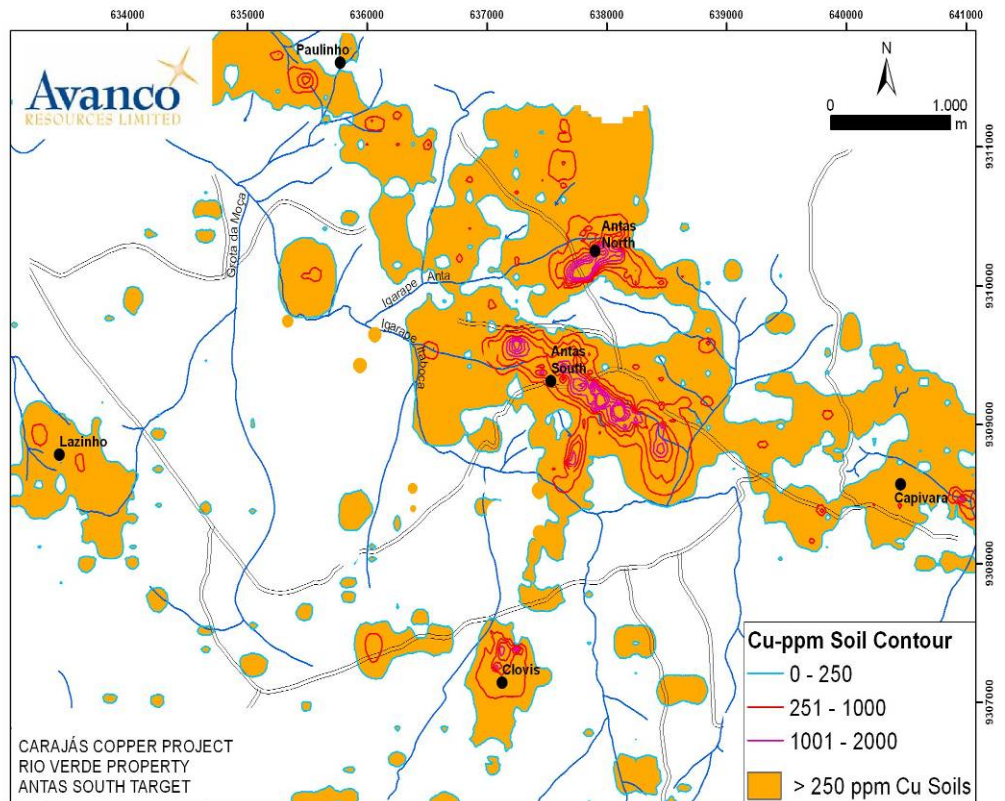 634000
635000
636000
637000
638000
639000
640000
641000
Avanco
RESOURCES LIMITED
Paulinho
N
0
1.000
m
9311000
Grota da Moça
Antas
North
Igarape Anta
9310000
Igarape Itaboca
Antas
South
9309000
Lazinho
Capivara
9308000
Clovis
9307000
Cu-ppm Soil Contour
0 - 250
251 - 1000
1001 - 2000
> 250 ppm Cu Soils
CARAJÁS COPPER PROJECT
RIO VERDE PROPERTY
ANTAS SOUTH TARGET